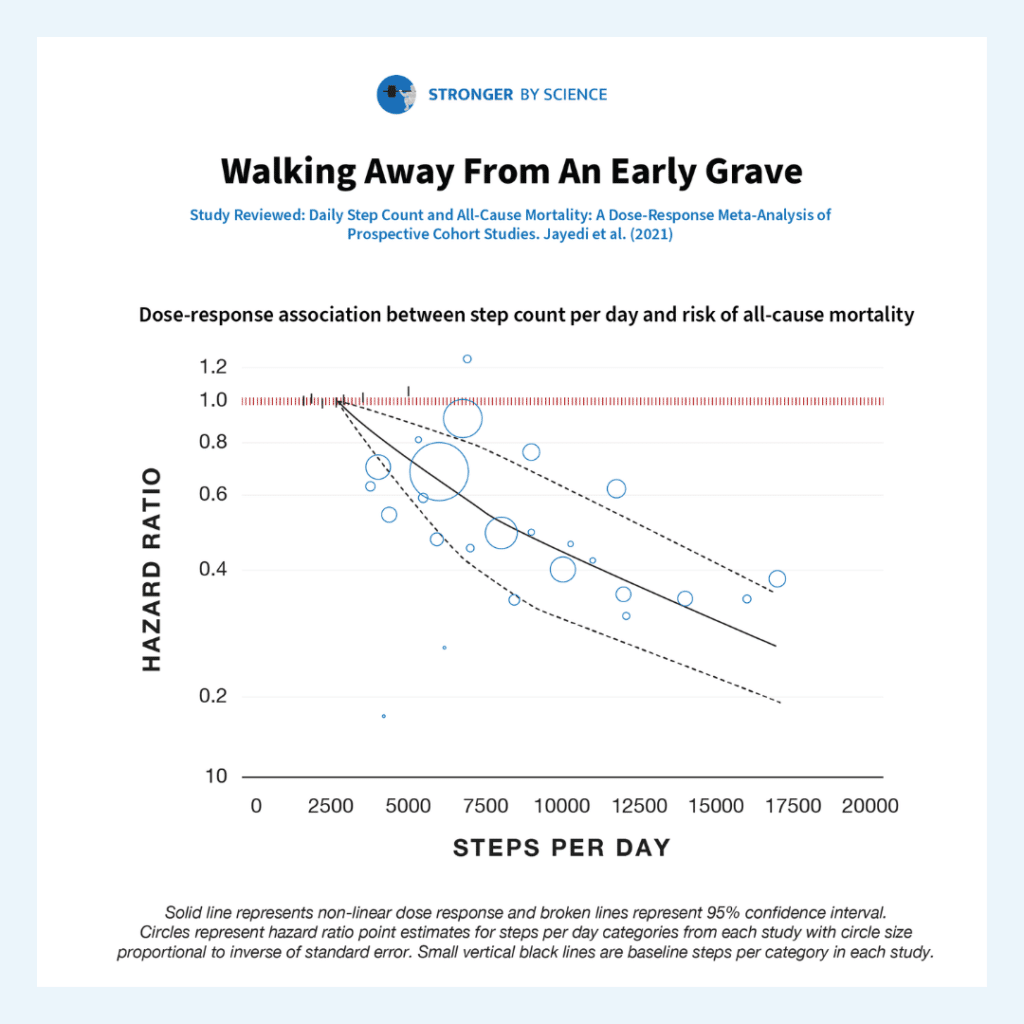 STRONGER BY SCIENCE
Walking Away From An Early Grave
Study Reviewed: Daily Step Count and All-Cause Mortality: A Dose-Response Meta-Analysis of
Prospective Cohort Studies. Jayedi et al. (2021)
Dose-response association between step count per day and risk of all-cause mortality
1.2
1.0
0.8
0.6
0.4
0.2
10
HAZARD RATIO
0 2500 5000 7500 10000 12500 15000 17500 20000
STEPS PER DAY
Solid line represents non-linear dose response and broken lines represent 95% confidence interval.
Circles represent hazard ratio point estimates for steps per day categories from each study with circle size
proportional to inverse of standard error. Small vertical black lines are baseline steps per category in each study.